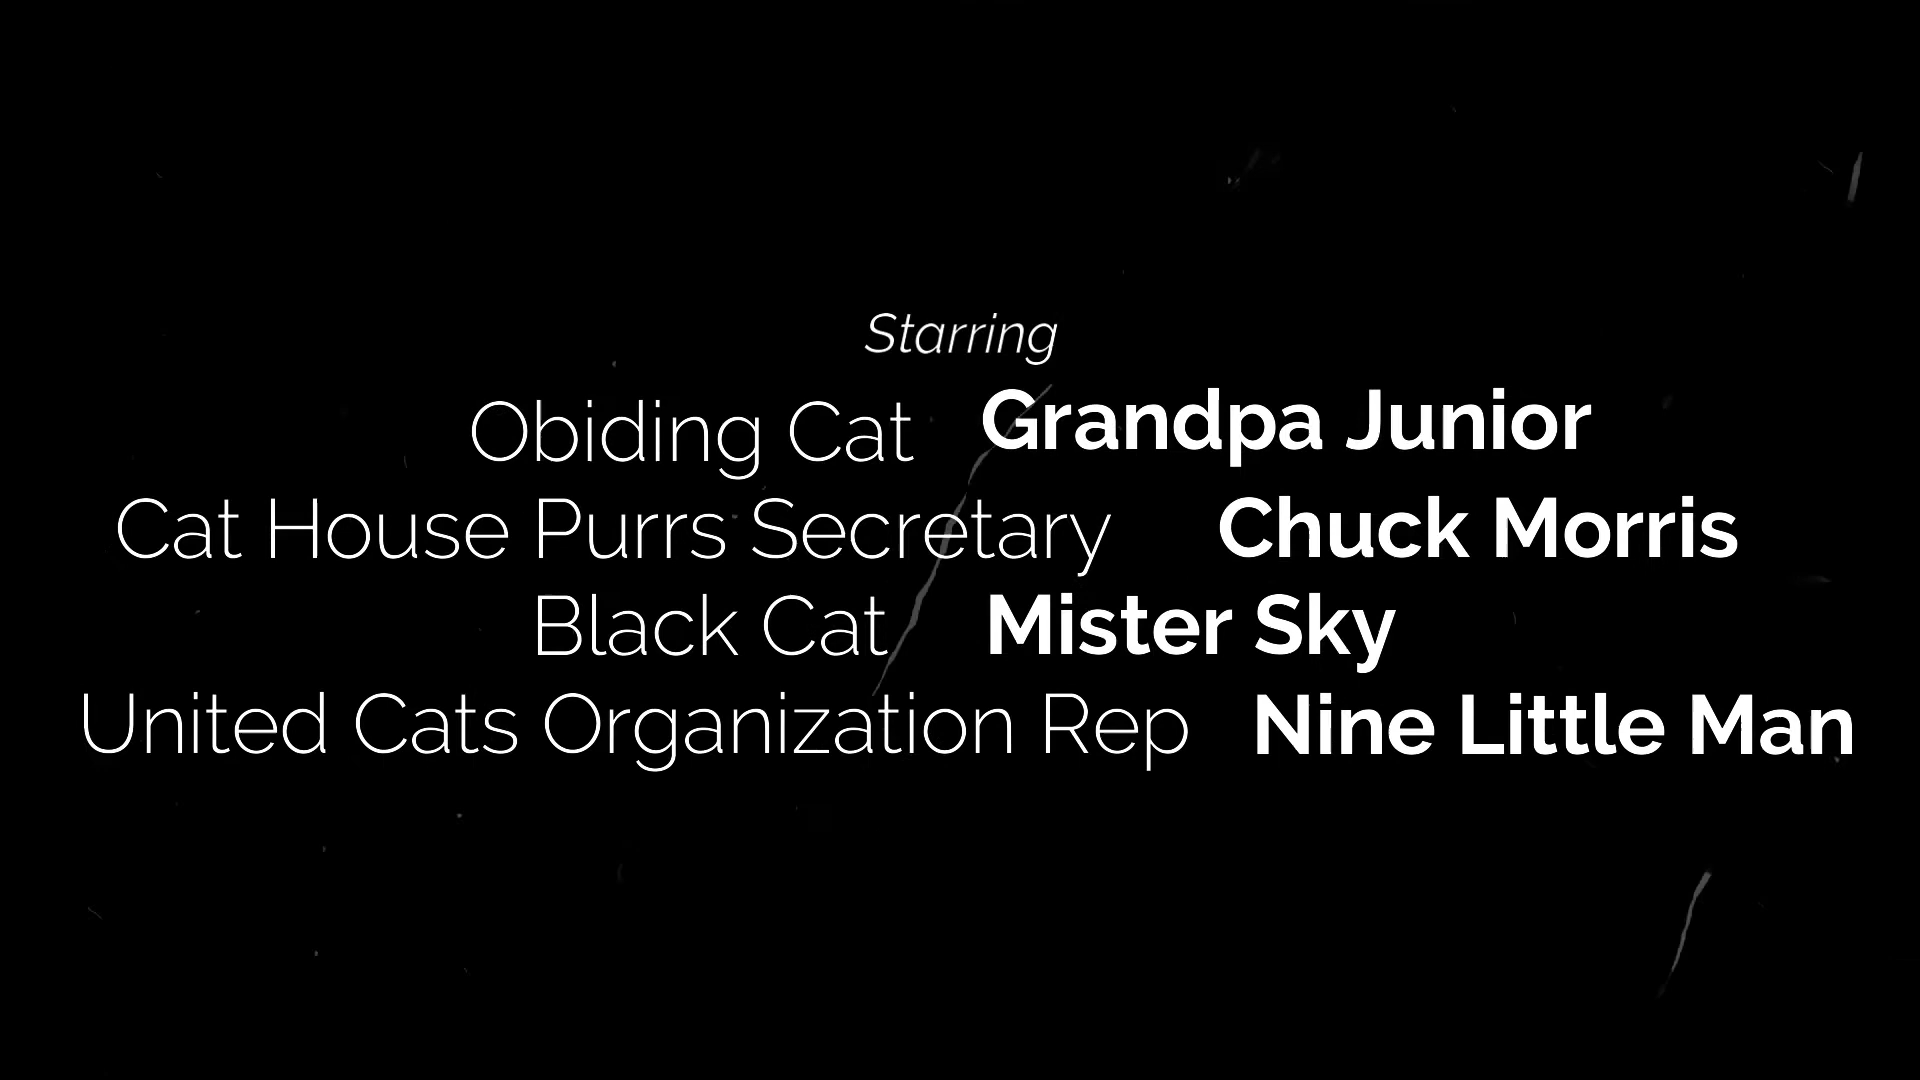 Starring
Obiding Cat Grandpa Junior
Cat House Purrs Secretary Chuck Morris
Black Cat Mister Sky
United Cats Organization Rep Nine Little Man